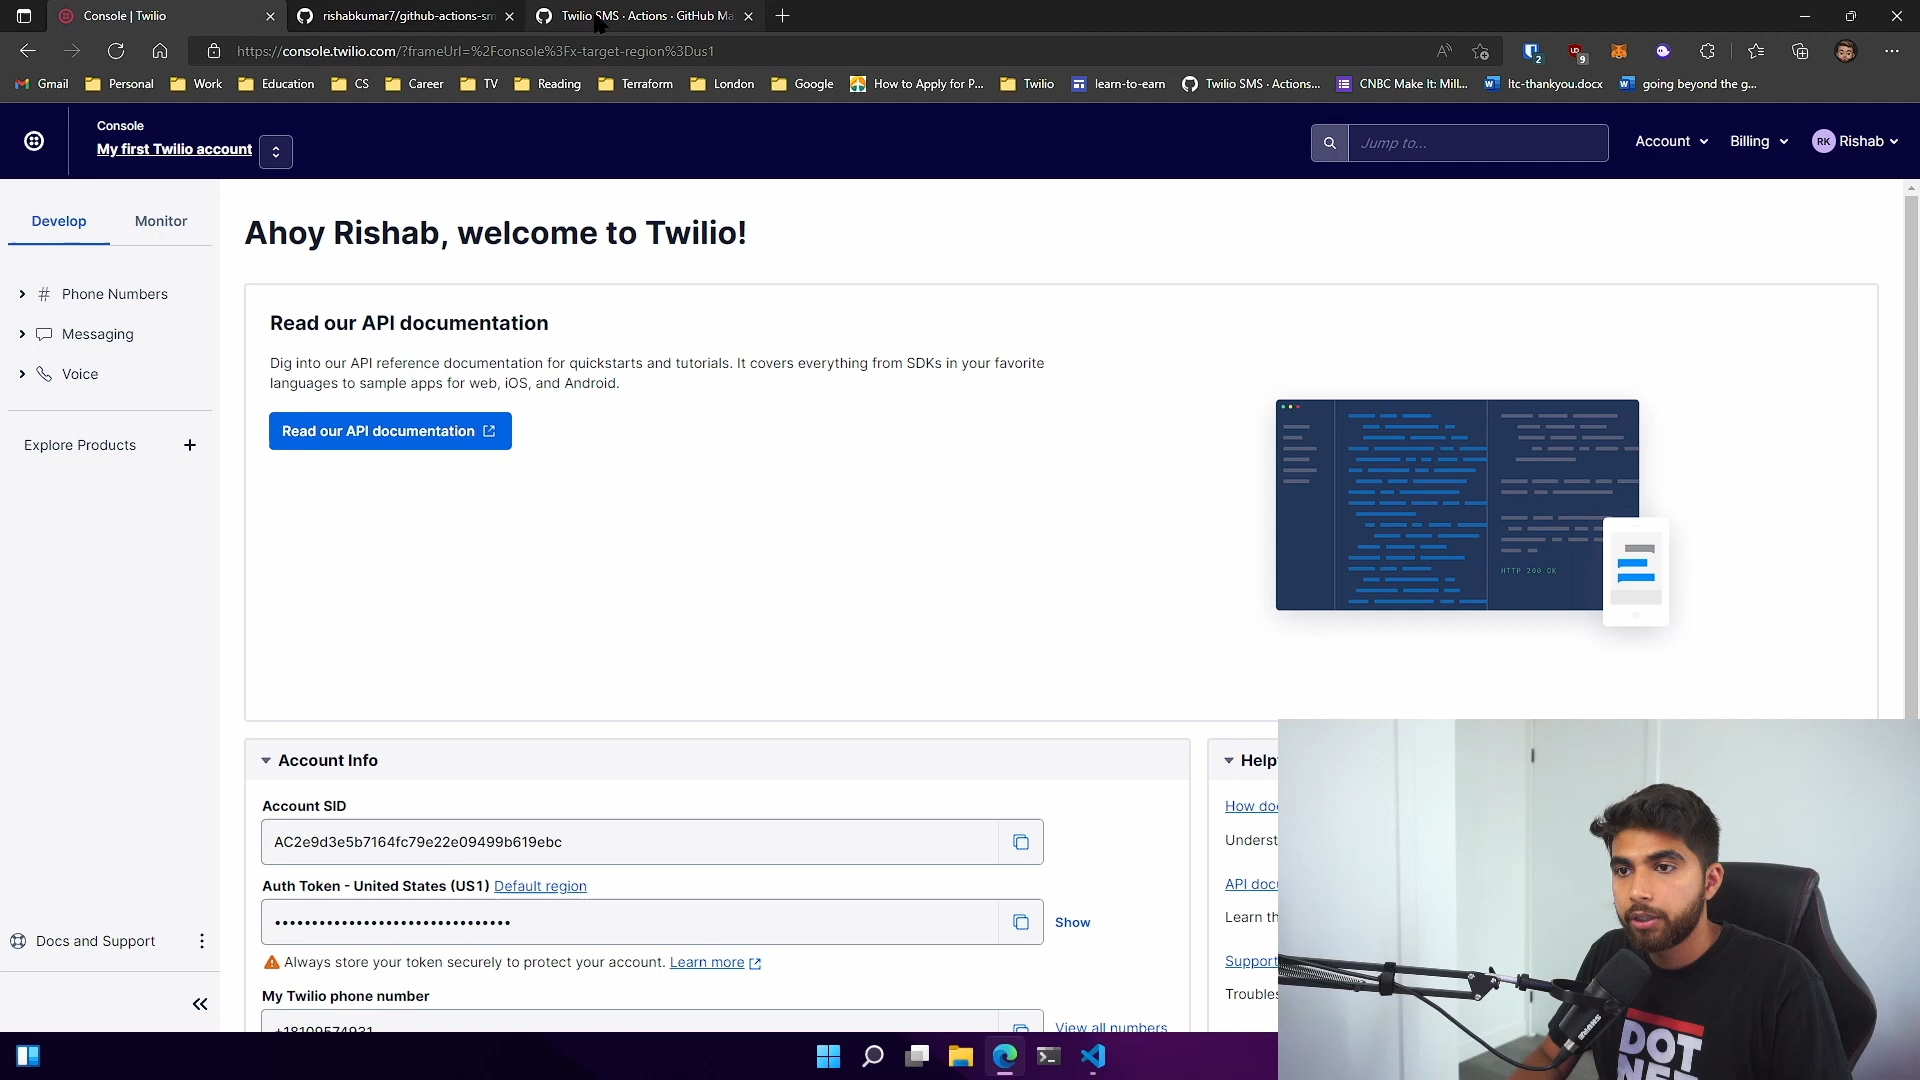 Console | Twilio
rishabkumar7/github-actions-sm
Twilio SMS · Actions · GitHub Ma
https://console.twilio.com/?frameUrl=%2Fconsole%3Fx-target-region%3Dus1
2
9
Gmail
Personal
Work
Education
CS
Career
TV
Reading
Terraform
London
Google
How to Apply for P...
Twilio
learn-to-earn
Twilio SMS · Actions...
CNBC Make It: Mill...
ltc-thankyou.docx
going beyond the g...
Console
My first Twilio account
Jump to...
Account
Billing
RK
Rishab
Develop
Monitor
Ahoy Rishab, welcome to Twilio!
# Phone Numbers
Messaging
Voice
Explore Products
Read our API documentation
Dig into our API reference documentation for quickstarts and tutorials. It covers everything from SDKs in your favorite
languages to sample apps for web, iOS, and Android.
Read our API documentation
HTTP 200 OK
Account Info
Account SID
AC2e9d3e5b7164fc79e22e09499b619ebc
Auth Token - United States (US1) Default region
Show
Always store your token securely to protect your account. Learn more
My Twilio phone number
+18109574931
View all numbers
Help
How do
Underst
API doc
Learn th
Support
Troubles
Docs and Support
DOT
NET